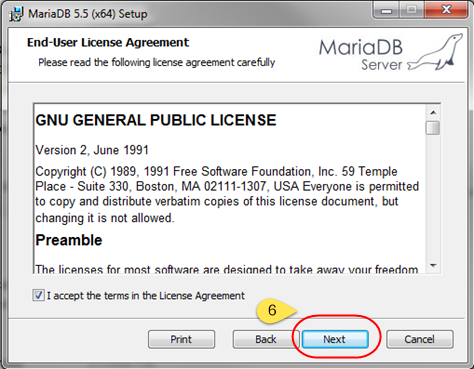 MariaDB 5.5 (x64) Setup
End-User License Agreement
Please read the following license agreement carefully
MariaDB
Server
GNU GENERAL PUBLIC LICENSE
Version 2, June 1991
Copyright (C) 1989, 1991 Free Software Foundation, Inc. 59 Temple
Place - Suite 330, Boston, MA 02111-1307, USA Everyone is permitted
to copy and distribute verbatim copies of this license document, but
changing it is not allowed.
Preamble
The licenses for most software are designed to take away your freedom
I accept the terms in the License Agreement
6
Print Back Next Cancel